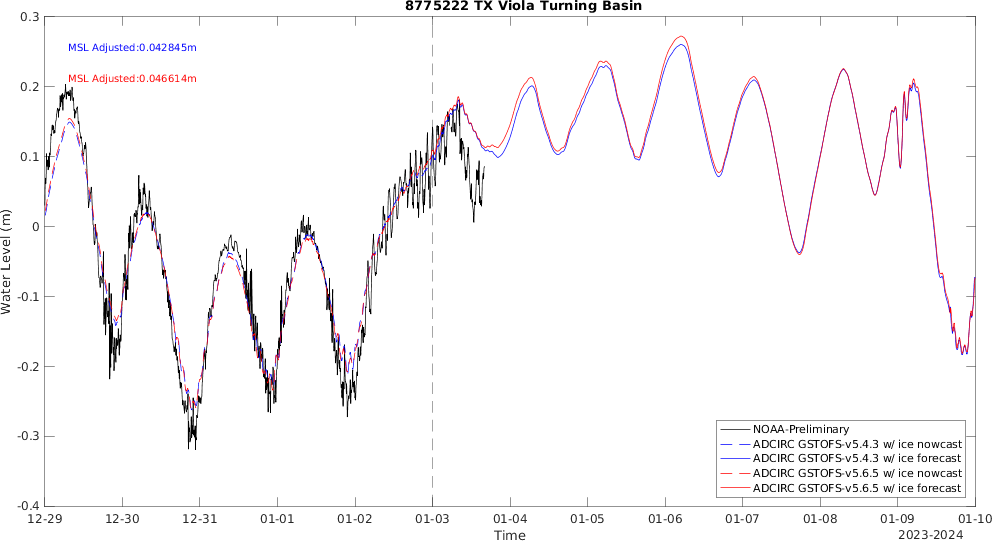 8775222 TX Viola Turning Basin
MSL Adjusted:0.042845m
MSL Adjusted:0.046614m
Water Level (m)
0.3
0.2
0.1
0
-0.1
-0.2
-0.3
-0.4
NOAA-Preliminary
ADCIRC GSTOFS-v5.4.3 w/ ice nowcast
ADCIRC GSTOFS-v5.4.3 w/ ice forecast
ADCIRC GSTOFS-v5.6.5 w/ ice nowcast
ADCIRC GSTOFS-v5.6.5 w/ ice forecast
12-29 12-30 12-31 01-01 01-02 01-03 01-04 01-05 01-06 01-07 01-08 01-09 01-10
Time
2023-2024